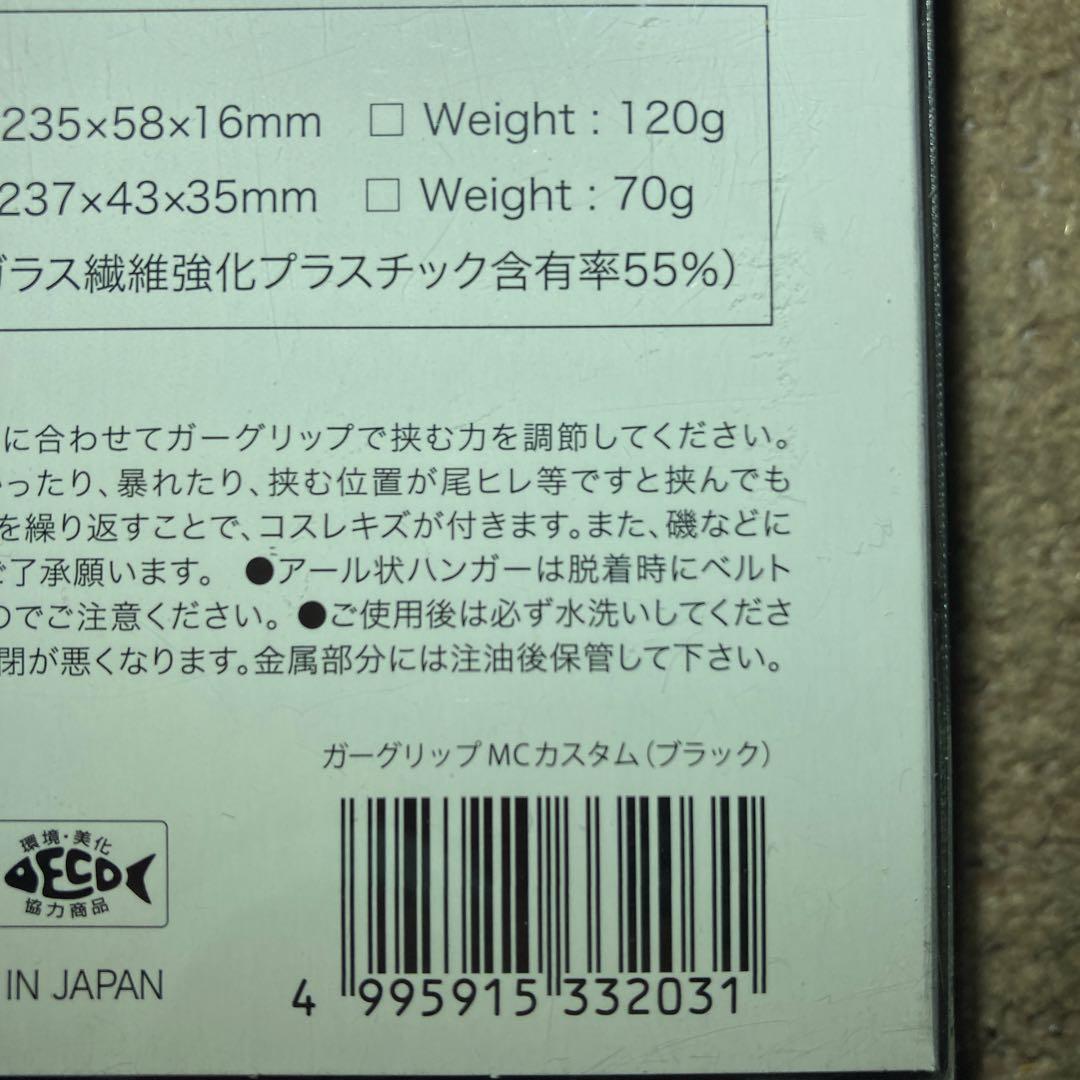 235×58×16mm □ Weight : 120g
237×43×35mm □ Weight : 70g
ガラス繊維強化プラスチック含有率55%）
に合わせてガーグリップで挟む力を調節してください。
かったり、暴れたり、挟む位置が尾ヒレ等ですと挟んでも
を繰り返すことで、コスレキズが付きます。また、磯などに
ご了承願います。 ●アール状ハンガーは脱着時にベルト
のでご注意ください。●ご使用後は必ず水洗いしてくださ
閉が悪くなります。金属部分には注油後保管して下さい。
ガーグリップ MCカスタム（ブラック）
環境・美化
ECO
協力商品
IN JAPAN
4 995915 332031